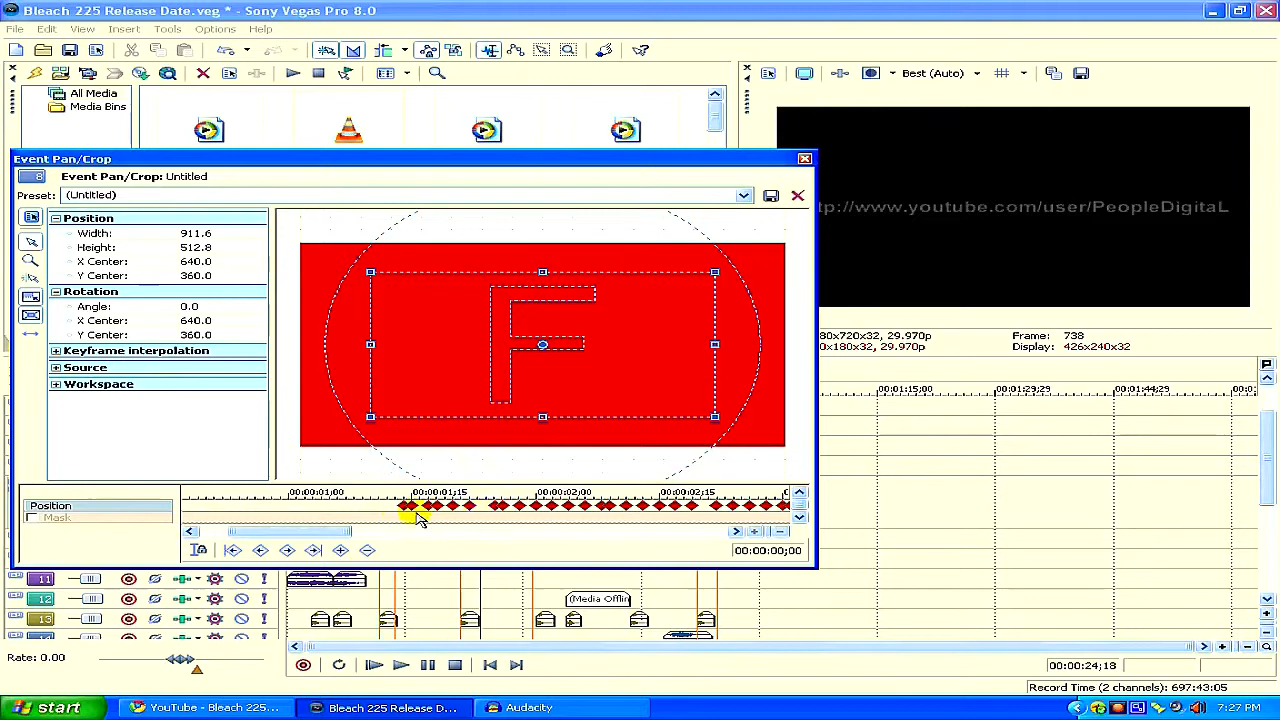 Bleach 225 Release Date.veg * - Sony Vegas Pro 8.0
File Edit View Insert Tools Options Help
Best (Auto)
All Media
Media Bins
Event Pan/Crop
Event Pan/Crop: Untitled
Preset: (Untitled)
Position
Width: 911.6
Height: 512.8
X Center: 640.0
Y Center: 360.0
Rotation
Angle: 0.0
X Center: 640.0
Y Center: 360.0
Keyframe interpolation
Source
Workspace
F
tp://www.youtube.com/user/PeopleDigitaL
80x720x32, 29.970p Frame: 738
x180x32, 29.970p Display: 426x240x32
00:01:15;00 00:01:29;29 00:01:44;29 00:0
00:00:01;00 00:00:01;15 00:00:02;00 00:00:02;15
Position
Mask
00:00:00;00
11
12 (Media Offlin
13
Rate: 0.00
00:00:24;18
Record Time (2 channels): 697:43:05
start YouTube - Bleach 225... Bleach 225 Release D... Audacity 7:27 PM